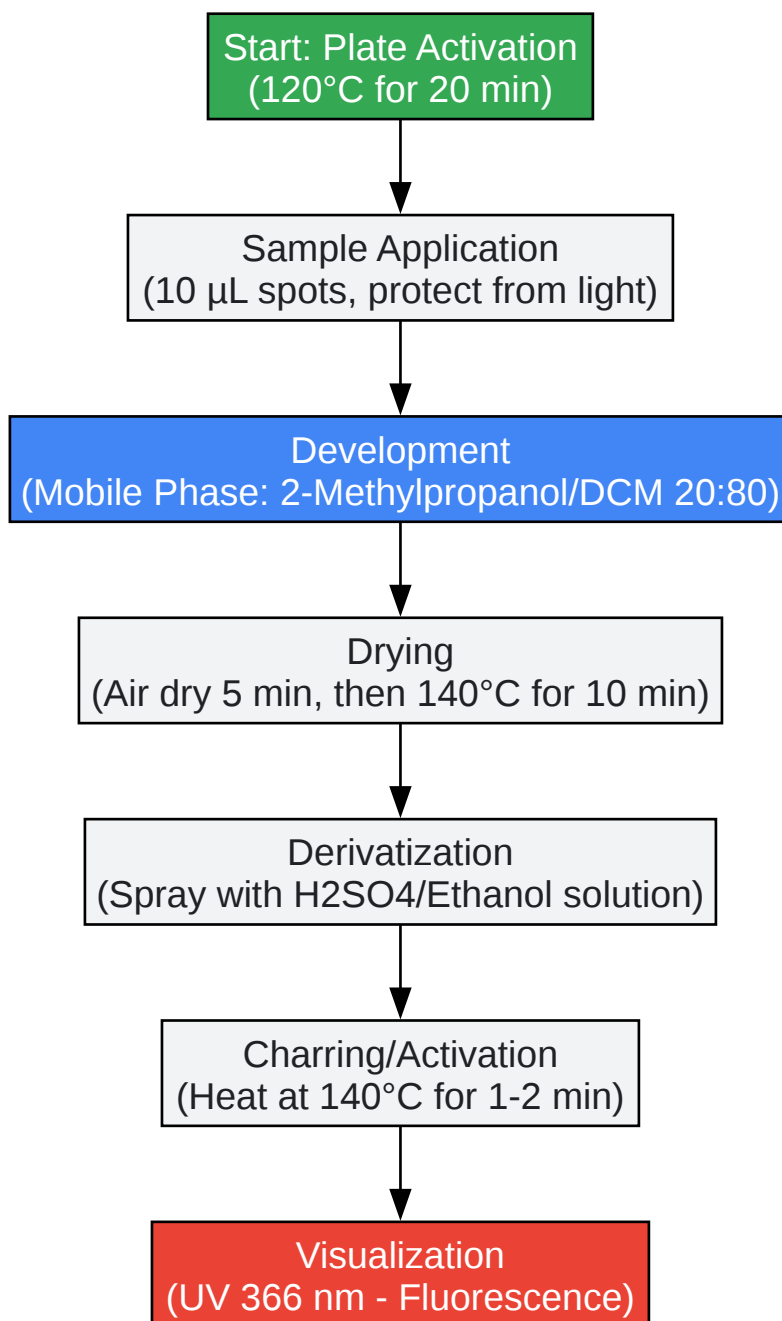 Start: Plate Activation
(120°C for 20 min)
Sample Application
(10 µL spots, protect from light)
Development
(Mobile Phase: 2-Methylpropanol/DCM 20:80)
Drying
(Air dry 5 min, then 140°C for 10 min)
Derivatization
(Spray with H2SO4/Ethanol solution)
Charring/Activation
(Heat at 140°C for 1-2 min)
Visualization
(UV 366 nm - Fluorescence)